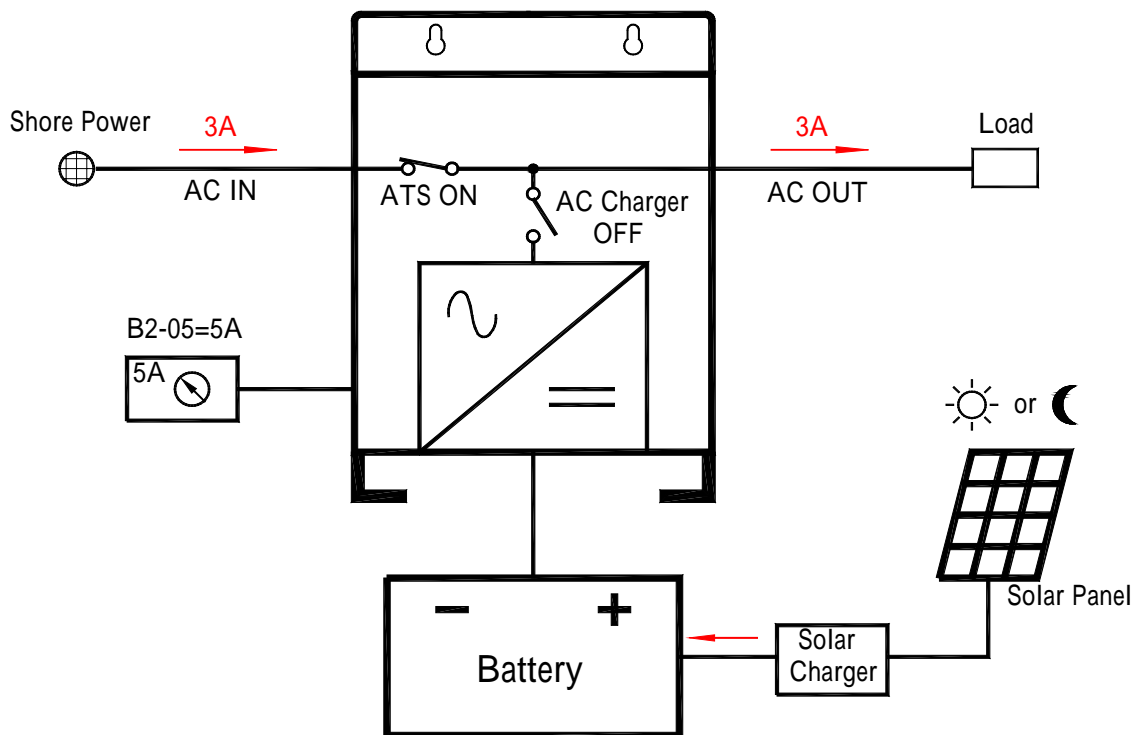 Shore Power
3A
AC IN
ATS ON
AC Charger
OFF
3A
AC OUT
Load
B2-05=5A
5A
or
Solar Panel
Solar
Charger
Battery